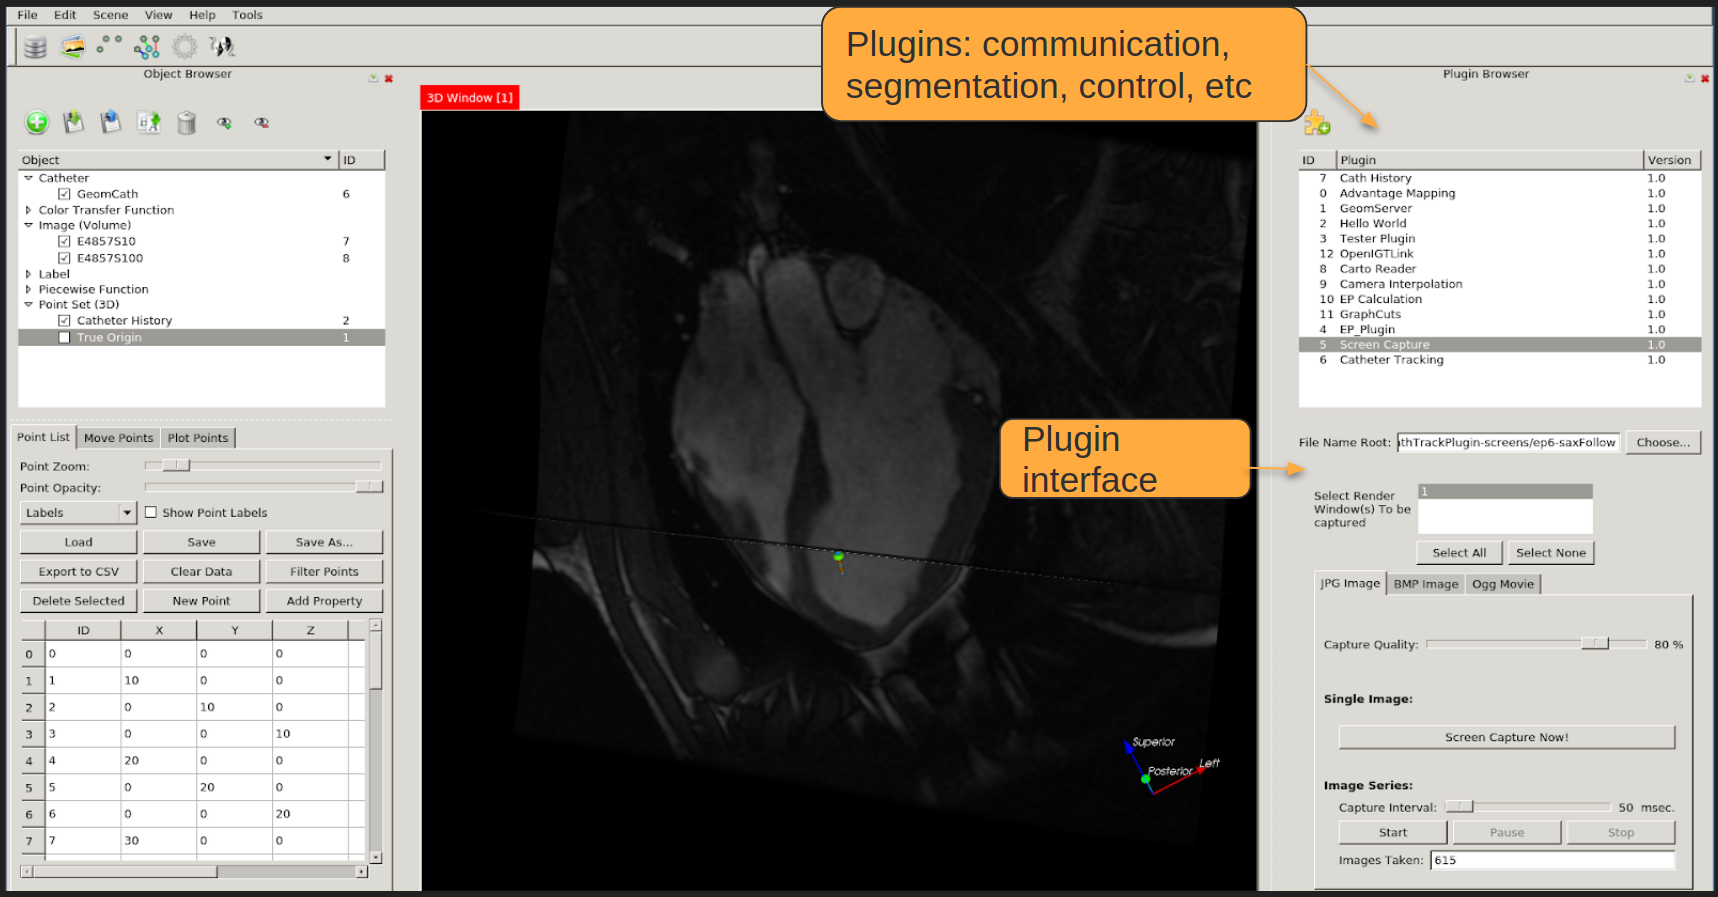 File Edit Scene View Help Tools
Plugins: communication,
segmentation, control, etc
Object Browser
Object ID
Catheter
GeomCath 6
Color Transfer Function
Image (Volume)
E4857S10 7
E4857S100 8
Label
Piecewise Function
Point Set (3D)
Catheter History 2
True Origin 1
Point List Move Points Plot Points
Point Zoom:
Point Opacity:
Labels Show Point Labels
Load Save Save As...
Export to CSV Clear Data Filter Points
Delete Selected New Point Add Property
ID X Y Z
0 0 0 0 0
1 1 10 0 0
2 2 0 10 0
3 3 0 0 10
4 4 20 0 0
5 5 0 20 0
6 6 0 0 20
7 7 30 0 0
3D Window [1]
Superior
Posterior Left
Plugin Browser
ID Plugin Version
7 Cath History 1.0
0 Advantage Mapping 1.0
1 GeomServer 1.0
2 Hello World 1.0
3 Tester Plugin 1.0
12 OpenIGTLink 1.0
8 Carto Reader 1.0
9 Camera Interpolation 1.0
10 EP Calculation 1.0
11 GraphCuts 1.0
4 EP_Plugin 1.0
5 Screen Capture 1.0
6 Catheter Tracking 1.0
Plugin
interface
File Name Root: thTrackPlugin-screens/ep6-saxFollow Choose...
Select Render
Window(s) To be
captured
1
Select All Select None
JPG Image BMP Image Ogg Movie
Capture Quality: 80 %
Single Image:
Screen Capture Now!
Image Series:
Capture Interval: 50 msec.
Start Pause Stop
Images Taken: 615